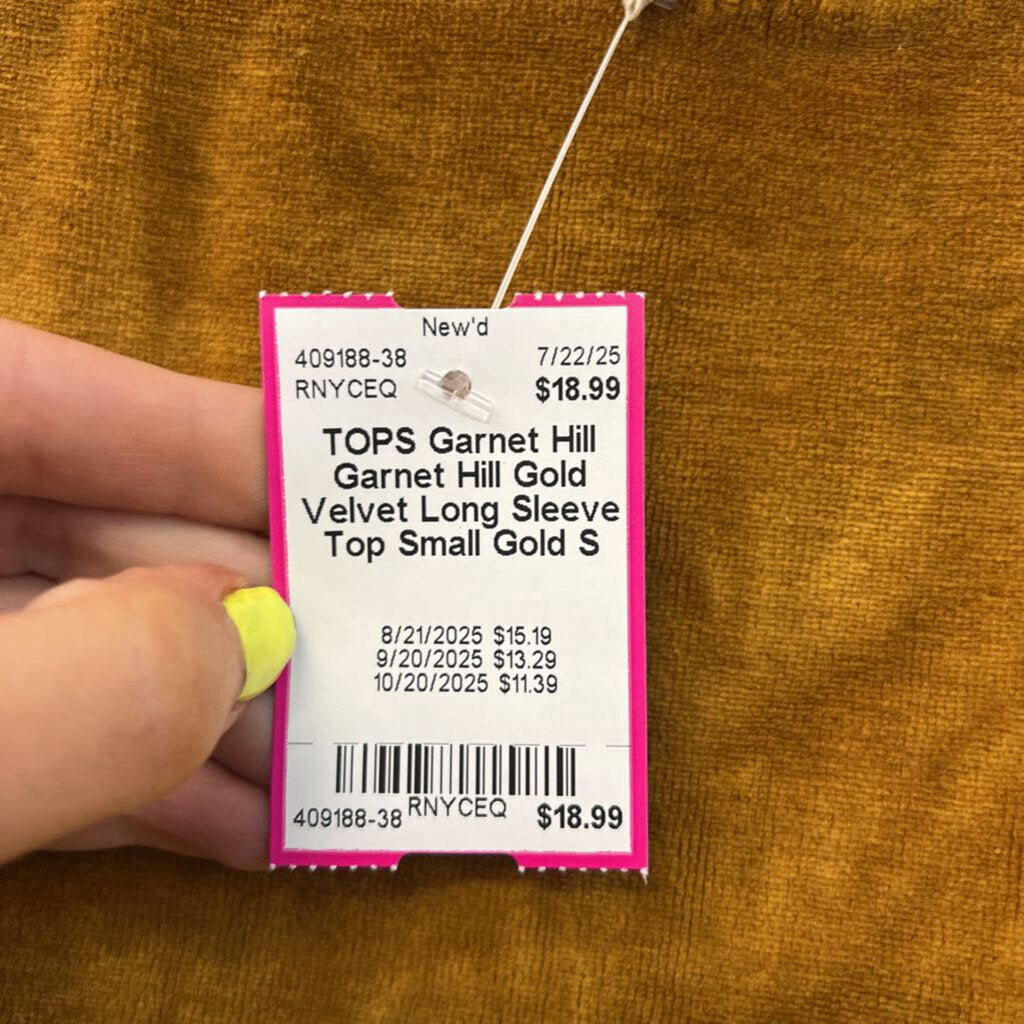 New'd
409188-38 7/22/25
RNYCEQ $18.99
TOPS Garnet Hill
Garnet Hill Gold
Velvet Long Sleeve
Top Small Gold S
8/21/2025 $15.19
9/20/2025 $13.29
10/20/2025 $11.39
409188-38 RNYCEQ $18.99